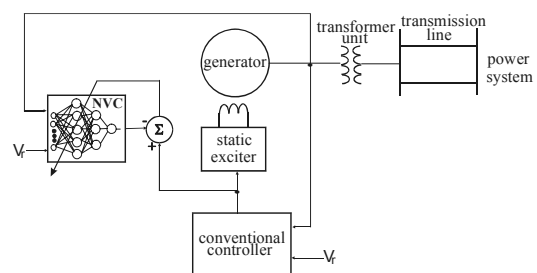 transformer
unit
transmission
line
power
system
generator
NVC
-
Σ
+
static
exciter
Vr
conventional
controller
Vr